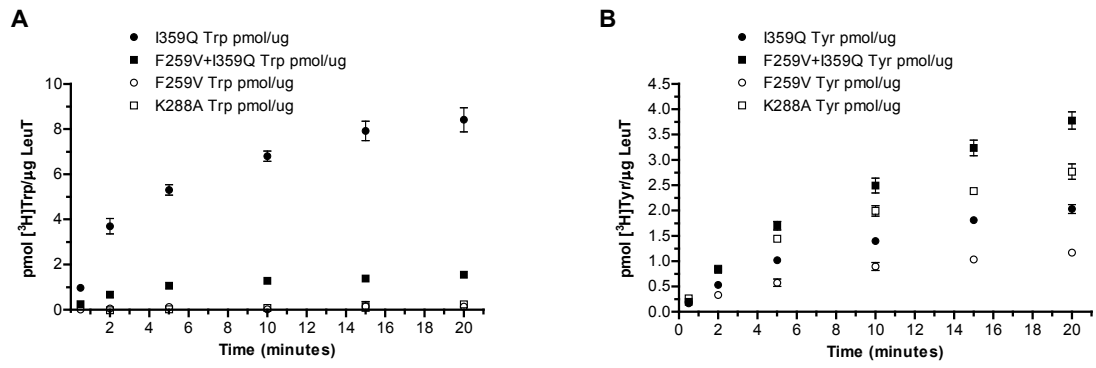 A
I359Q Trp pmol/ug
F259V+I359Q Trp pmol/ug
F259V Trp pmol/ug
K288A Trp pmol/ug
10
8
6
4
2
0
pmol [³H]Trp/µg LeuT
2 4 6 8 10 12 14 16 18 20
Time (minutes)
B
I359Q Tyr pmol/ug
F259V+I359Q Tyr pmol/ug
F259V Tyr pmol/ug
K288A Tyr pmol/ug
4.5
4.0
3.5
3.0
2.5
2.0
1.5
1.0
0.5
0.0
pmol [³H]Tyr/µg LeuT
0 2 4 6 8 10 12 14 16 18 20
Time (minutes)